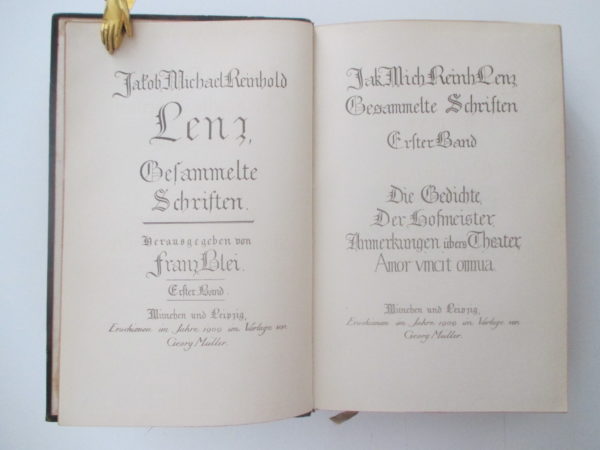 Jakob Michael Reinhold
Lenz,
Gesammelte
Schriften.
Herausgegeben von
Franz Blei.
Erster Band.
München und Leipzig,
Erschienen im Jahre 1909 im Verlage von
Georg Müller.
Jak Mich Reinh Lenz
Gesammelte Schriften
Erster Band
Die Gedichte,
Der Hofmeister,
Anmerkungen übers Theater,
Amor vincit omnia.
München und Leipzig,
Erschienen im Jahre 1909 im Verlage von
Georg Müller.